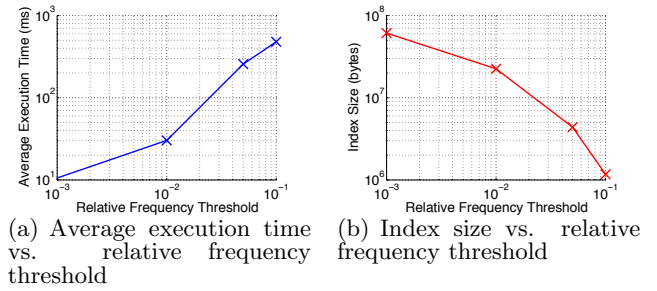 10^3
10^2
10^1
Average Execution Time (ms)
10^-3 10^-2 10^-1
Relative Frequency Threshold
(a) Average execution time
vs. relative frequency
threshold
10^8
10^7
10^6
Index Size (bytes)
10^-3 10^-2 10^-1
Relative Frequency Threshold
(b) Index size vs. relative
frequency threshold